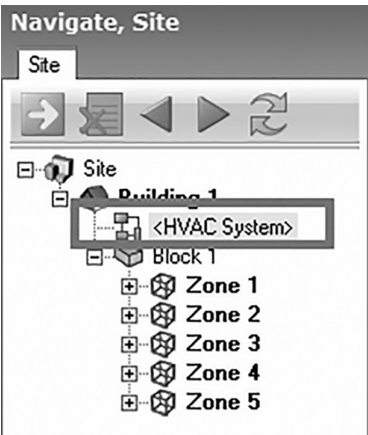 Navigate, Site
Site
Site
Building 1
<HVAC System>
Block 1
Zone 1
Zone 2
Zone 3
Zone 4
Zone 5